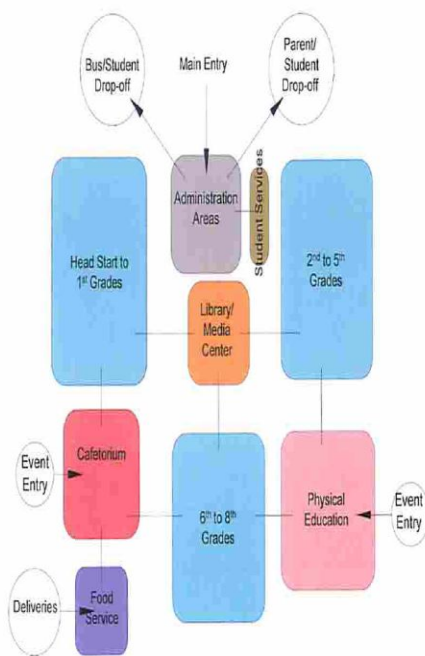 Bus/Student
Drop-off
Main Entry
Parent/
Student
Drop-off
Administration
Areas
Student Services
Head Start to
1st Grades
2nd to 5th
Grades
Library/
Media
Center
Cafetorium
Event
Entry
6th to 8th
Grades
Physical
Education
Event
Entry
Deliveries
Food
Service